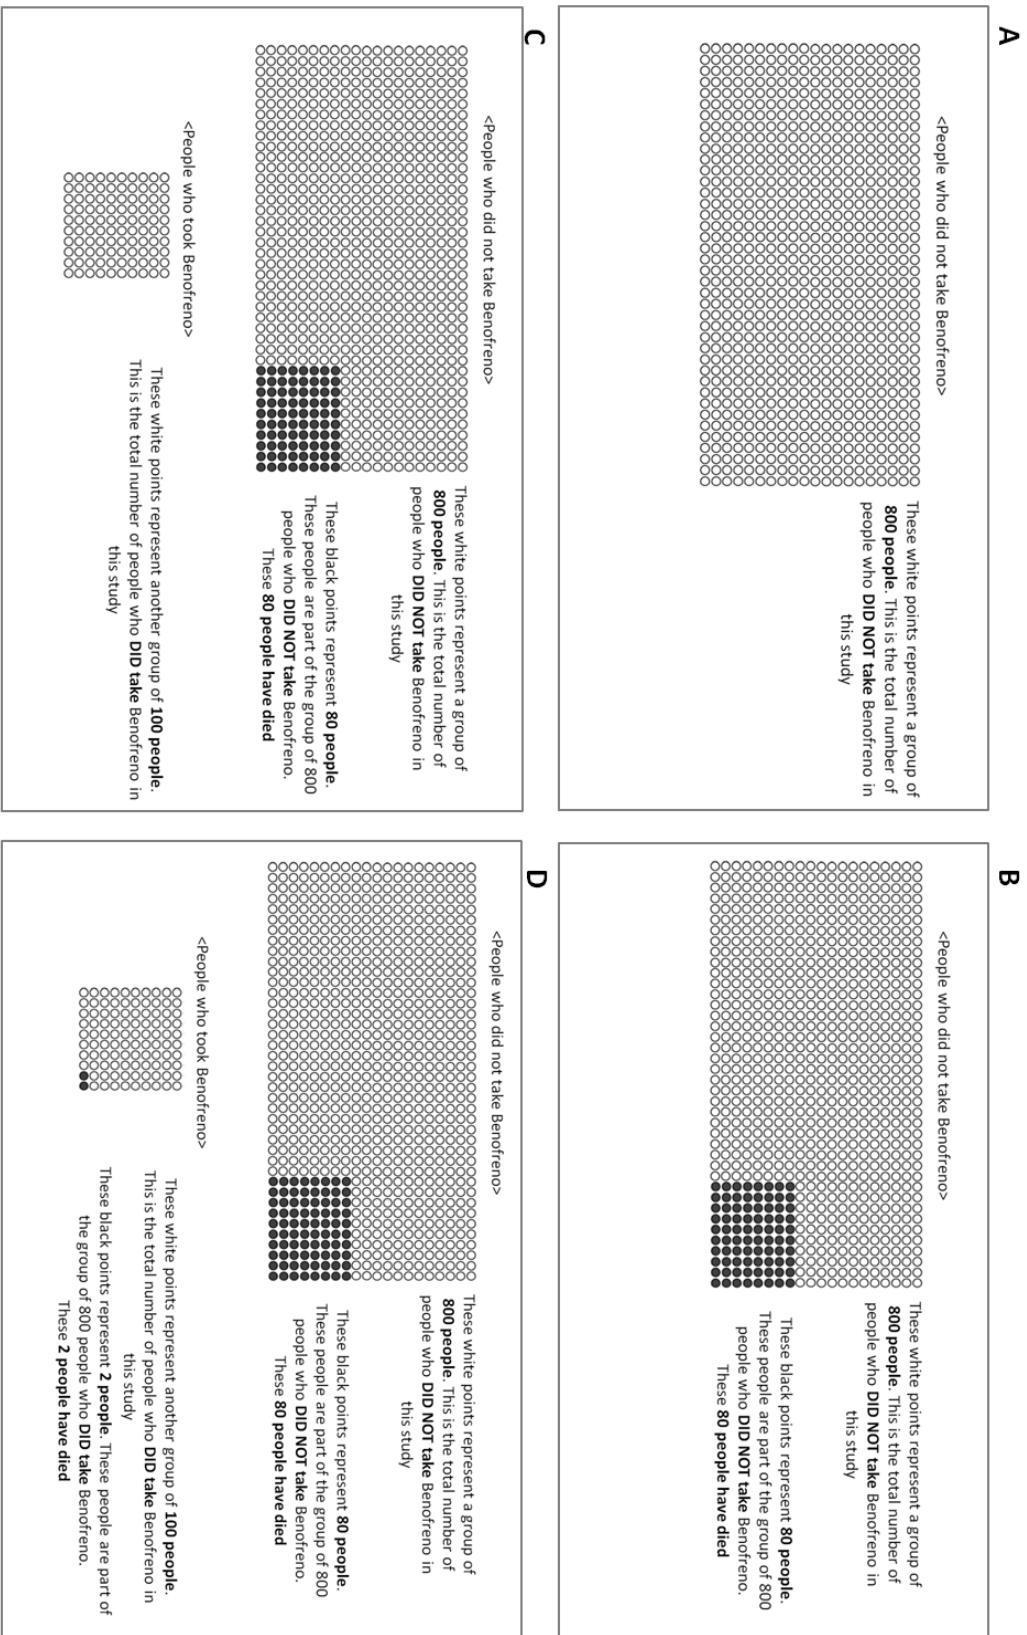 A
<People who did not take Benofreno>
These white points represent a group of
800 people. This is the total number of
people who DID NOT take Benofreno in
this study
B
<People who did not take Benofreno>
These white points represent a group of
800 people. This is the total number of
people who DID NOT take Benofreno in
this study
These black points represent 80 people.
These people are part of the group of 800
people who DID NOT take Benofreno.
These 80 people have died
C
<People who did not take Benofreno>
These white points represent a group of
800 people. This is the total number of
people who DID NOT take Benofreno in
this study
These black points represent 80 people.
These people are part of the group of 800
people who DID NOT take Benofreno.
These 80 people have died
<People who took Benofreno>
These white points represent another group of 100 people.
This is the total number of people who DID take Benofreno in
this study
D
<People who did not take Benofreno>
These white points represent a group of
800 people. This is the total number of
people who DID NOT take Benofreno in
this study
These black points represent 80 people.
These people are part of the group of 800
people who DID NOT take Benofreno.
These 80 people have died
<People who took Benofreno>
These white points represent another group of 100 people.
This is the total number of people who DID take Benofreno in
this study
These black points represent 2 people. These people are part of
the group of 800 people who DID take Benofreno.
These 2 people have died